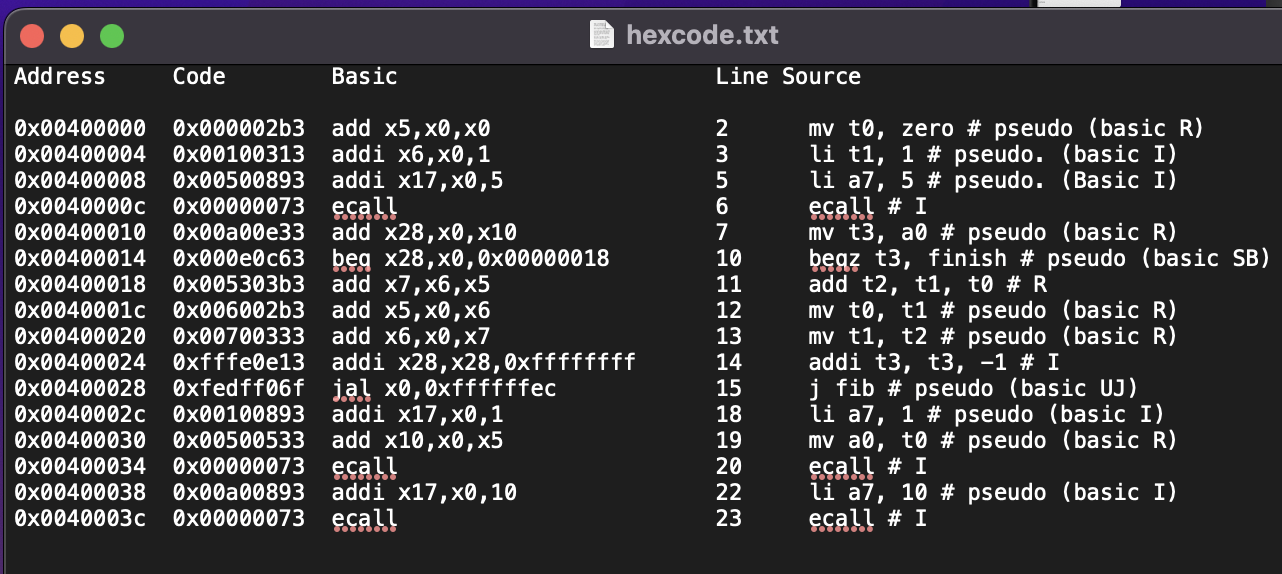 hexcode.txt
Address Code Basic Line Source
0x00400000 0x000002b3 add x5,x0,x0 2 mv t0, zero # pseudo (basic R)
0x00400004 0x00100313 addi x6,x0,1 3 li t1, 1 # pseudo. (basic I)
0x00400008 0x00500893 addi x17,x0,5 5 li a7, 5 # pseudo. (Basic I)
0x0040000c 0x00000073 ecall 6 ecall # I
0x00400010 0x00a00e33 add x28,x0,x10 7 mv t3, a0 # pseudo (basic R)
0x00400014 0x000e0c63 beq x28,x0,0x00000018 10 beqz t3, finish # pseudo (basic SB)
0x00400018 0x005303b3 add x7,x6,x5 11 add t2, t1, t0 # R
0x0040001c 0x006002b3 add x5,x0,x6 12 mv t0, t1 # pseudo (basic R)
0x00400020 0x00700333 add x6,x0,x7 13 mv t1, t2 # pseudo (basic R)
0x00400024 0xfffe0e13 addi x28,x28,0xffffffff 14 addi t3, t3, -1 # I
0x00400028 0xfedff06f jal x0,0xffffffec 15 j fib # pseudo (basic UJ)
0x0040002c 0x00100893 addi x17,x0,1 18 li a7, 1 # pseudo (basic I)
0x00400030 0x00500533 add x10,x0,x5 19 mv a0, t0 # pseudo (basic R)
0x00400034 0x00000073 ecall 20 ecall # I
0x00400038 0x00a00893 addi x17,x0,10 22 li a7, 10 # pseudo (basic I)
0x0040003c 0x00000073 ecall 23 ecall # I